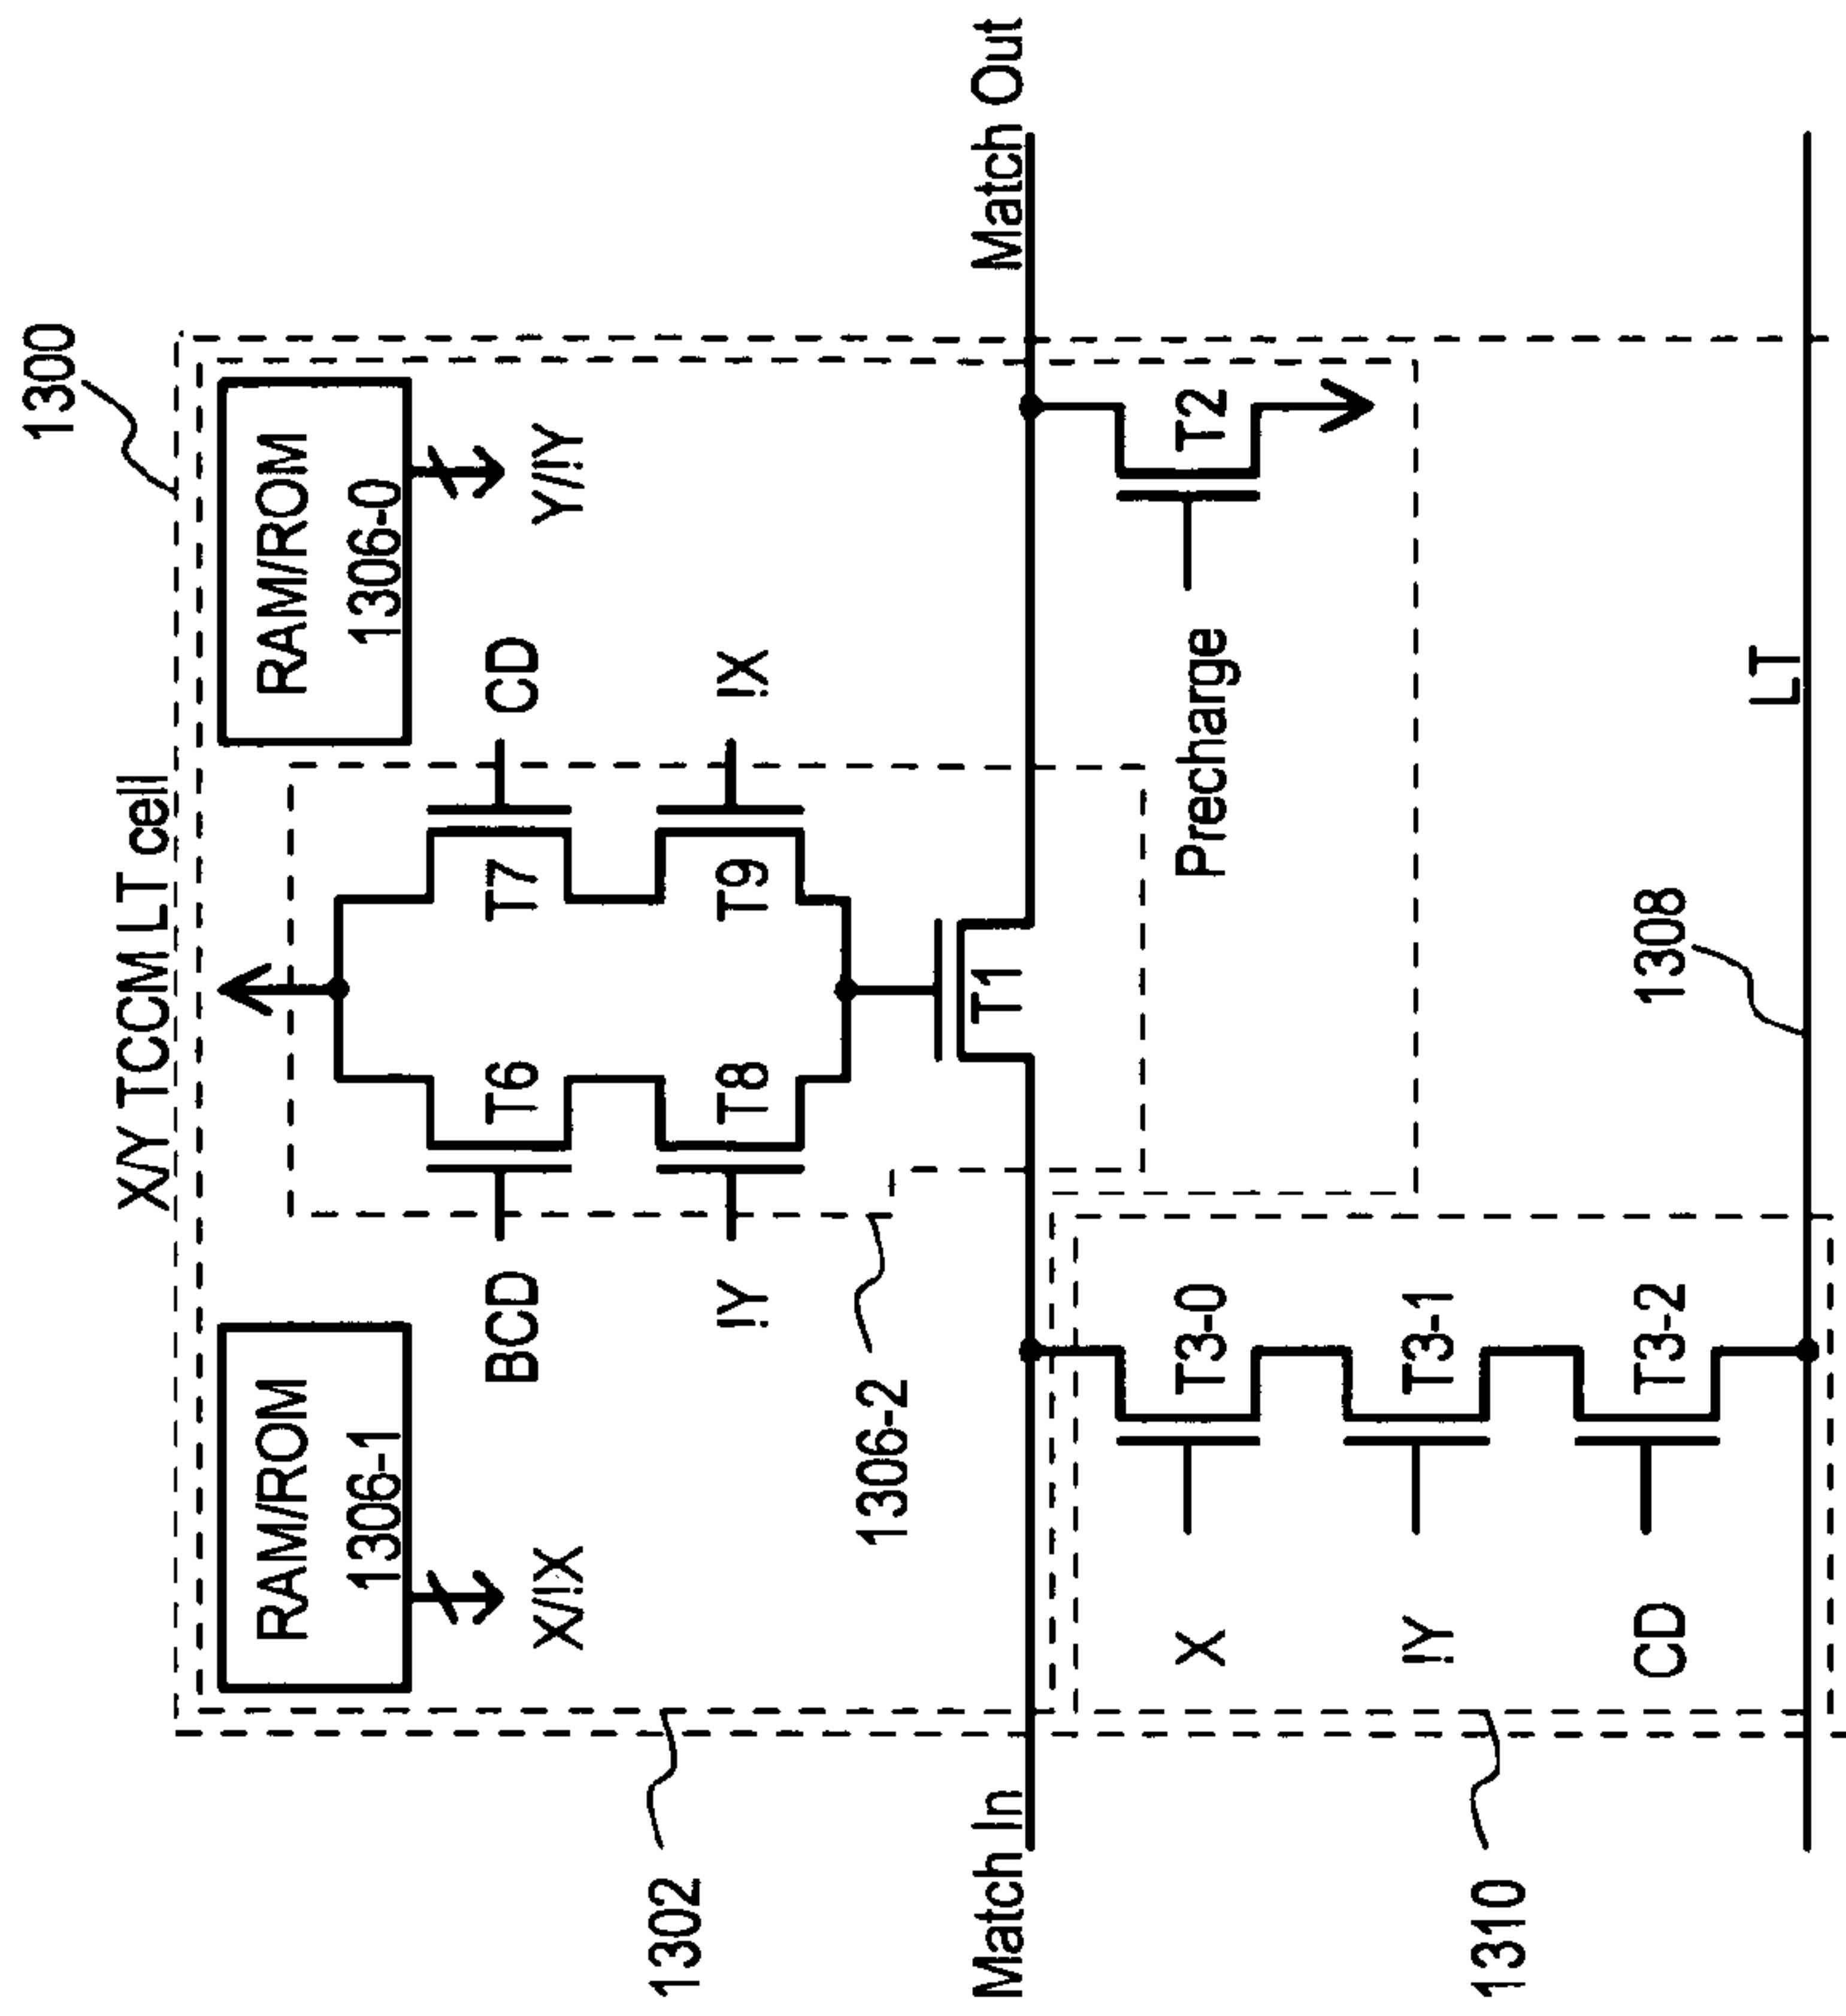 1300
X/Y TCCM LT cell
RAM/ROM
1306-1
RAM/ROM
1306-0
BCD
T6
T7
CD
X/!X
Y/!Y
1302
!Y
T8
T9
!X
1306-2
Match In
T1
Match Out
X
T3-0
Precharge
T2
!Y
T3-1
1310
CD
T3-2
1308
LT